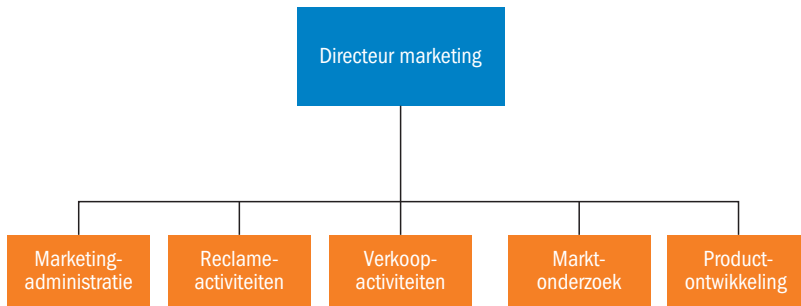 Directeur marketing
Marketing-
administratie
Reclame-
activiteiten
Verkoop-
activiteiten
Markt-
onderzoek
Product-
ontwikkeling